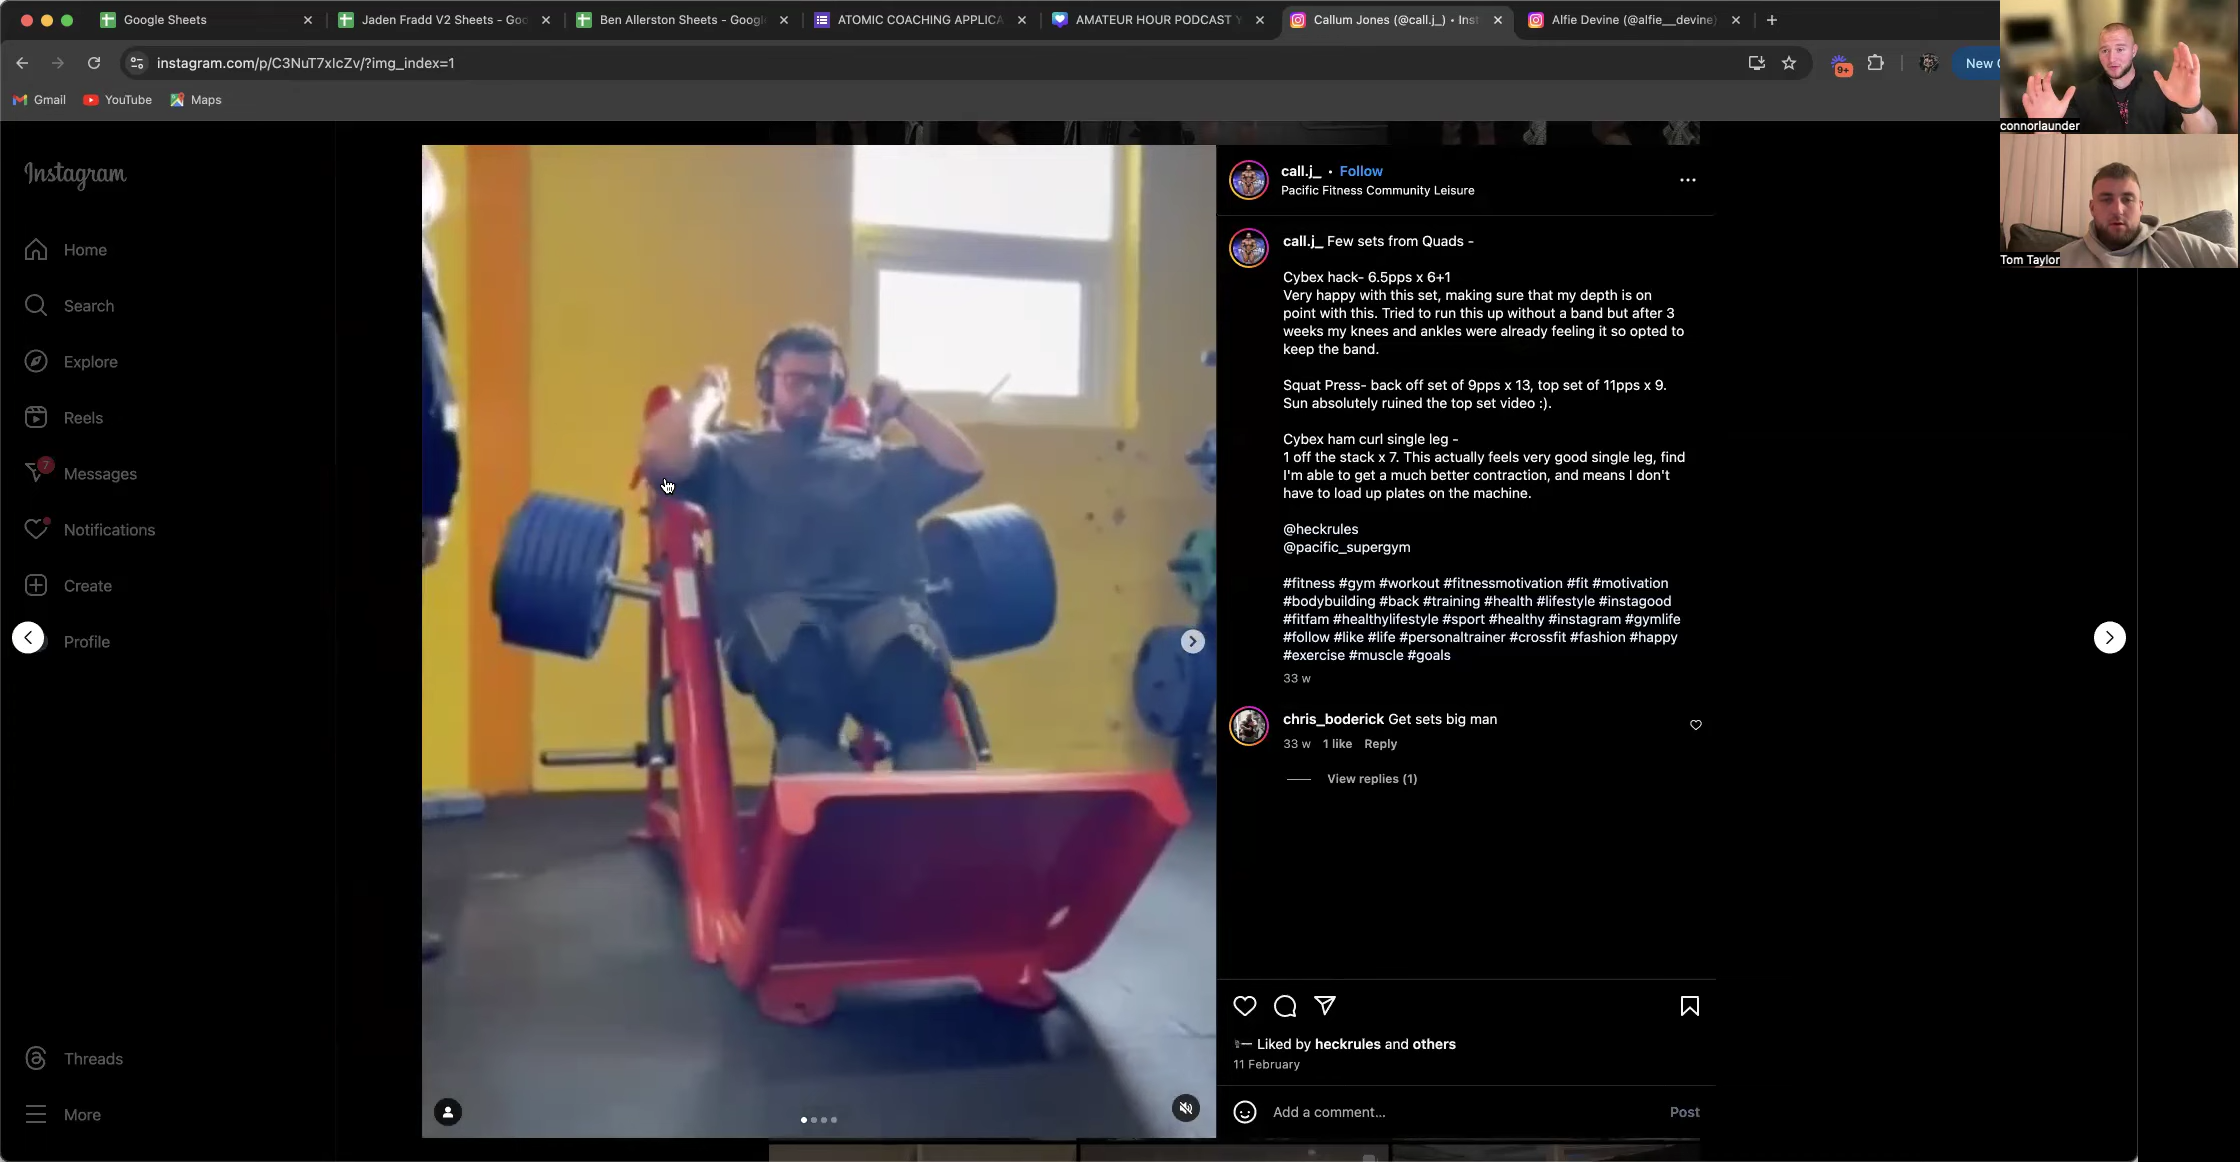 Google Sheets
Jaden Fradd V2 Sheets - Goo
Ben Allerston Sheets - Google
ATOMIC COACHING APPLICA
AMATEUR HOUR PODCAST Y
Callum Jones (@call.j_) • Inst
Alfie Devine (@alfie__devine)
instagram.com/p/C3NuT7xIcZv/?img_index=1
9+
New C
Gmail
YouTube
Maps
connorlaunder
Tom Taylor
Instagram
Home
Search
Explore
Reels
7
Messages
Notifications
Create
Profile
Threads
More
call.j_ • Follow
Pacific Fitness Community Leisure
call.j_ Few sets from Quads -
Cybex hack- 6.5pps x 6+1
Very happy with this set, making sure that my depth is on
point with this. Tried to run this up without a band but after 3
weeks my knees and ankles were already feeling it so opted to
keep the band.
Squat Press- back off set of 9pps x 13, top set of 11pps x 9.
Sun absolutely ruined the top set video :).
Cybex ham curl single leg -
1 off the stack x 7. This actually feels very good single leg, find
I'm able to get a much better contraction, and means I don't
have to load up plates on the machine.
@heckrules
@pacific_supergym
#fitness #gym #workout #fitnessmotivation #fit #motivation
#bodybuilding #back #training #health #lifestyle #instagood
#fitfam #healthylifestyle #sport #healthy #instagram #gymlife
#follow #like #life #personaltrainer #crossfit #fashion #happy
#exercise #muscle #goals
33 w
chris_boderick Get sets big man
33 w 1 like Reply
View replies (1)
Liked by heckrules and others
11 February
Add a comment...
Post